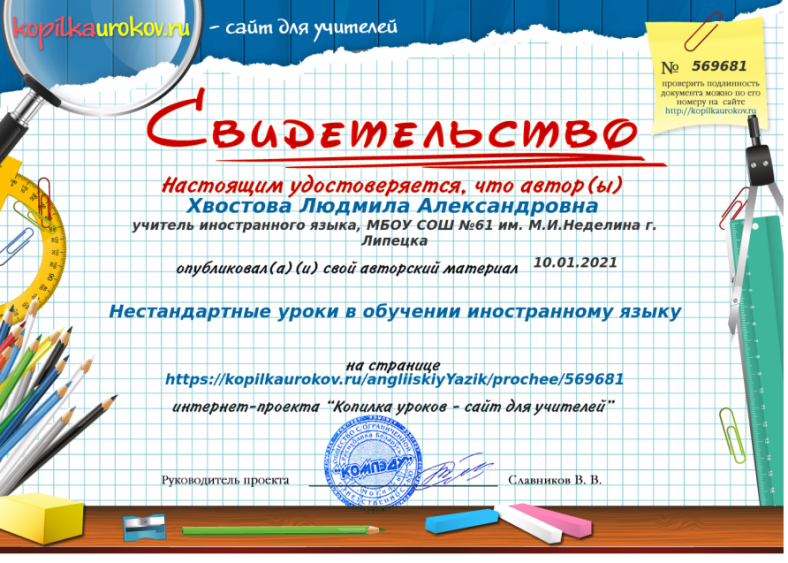 kopilkaurokov.ru - сайт для учителей
№ 569681
проверить подлинность
документа можно по его
номеру на сайте
http://kopilkaurokov.ru
Свидетельство
Настоящим удостоверяется, что автор(ы)
Хвостова Людмила Александровна
учитель иностранного языка, МБОУ СОШ №61 им. М.И.Неделина г.
Липецка
опубликовал(а)(и) свой авторский материал 10.01.2021
Нестандартные уроки в обучении иностранному языку
на странице
https://kopilkaurokov.ru/angliiskiyYazik/prochee/569681
интернет-проекта "Копилка уроков - сайт для учителей"
"КОМПЭДУ"
Руководитель проекта Славников В. В.